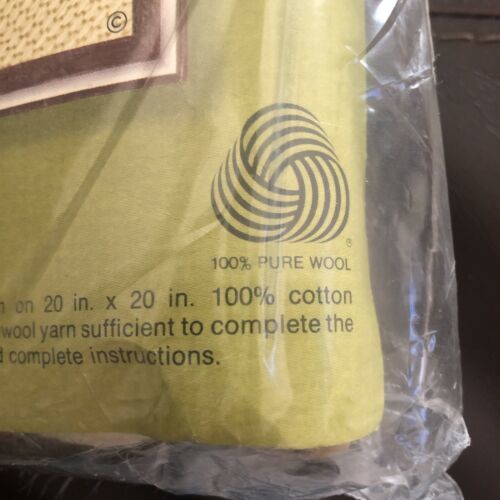 ©
®
100% PURE WOOL
on 20 in. x 20 in. 100% cotton
wool yarn sufficient to complete the
complete instructions.